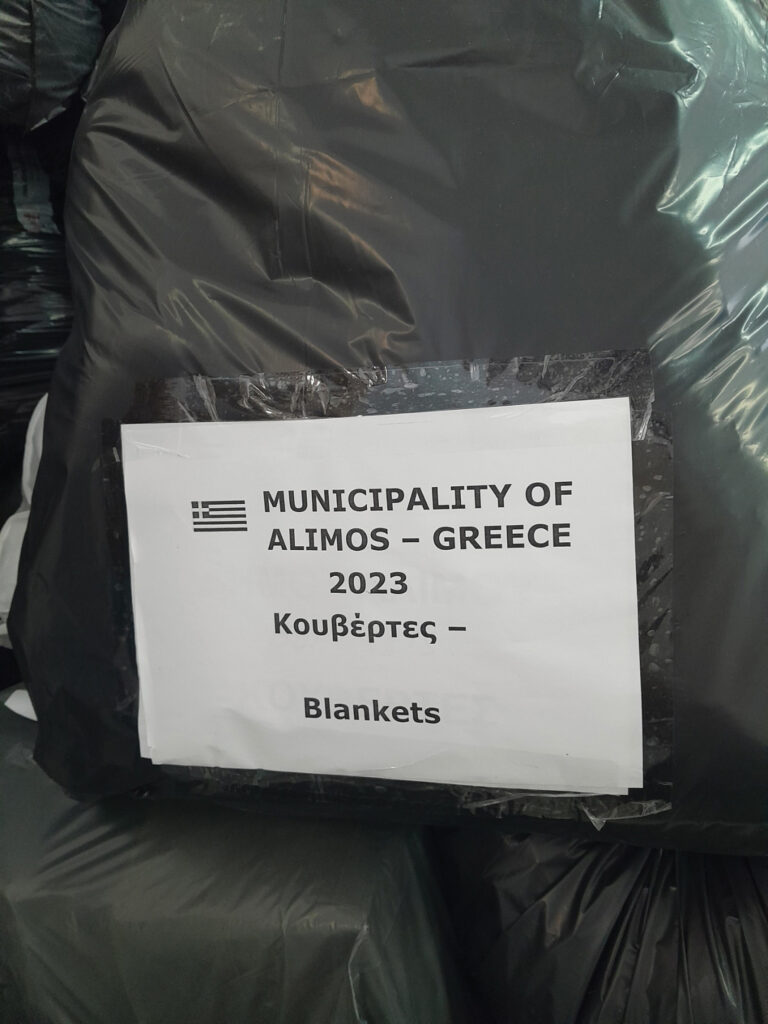 MUNICIPALITY OF
ALIMOS – GREECE
2023
Κουβέρτες –
Blankets